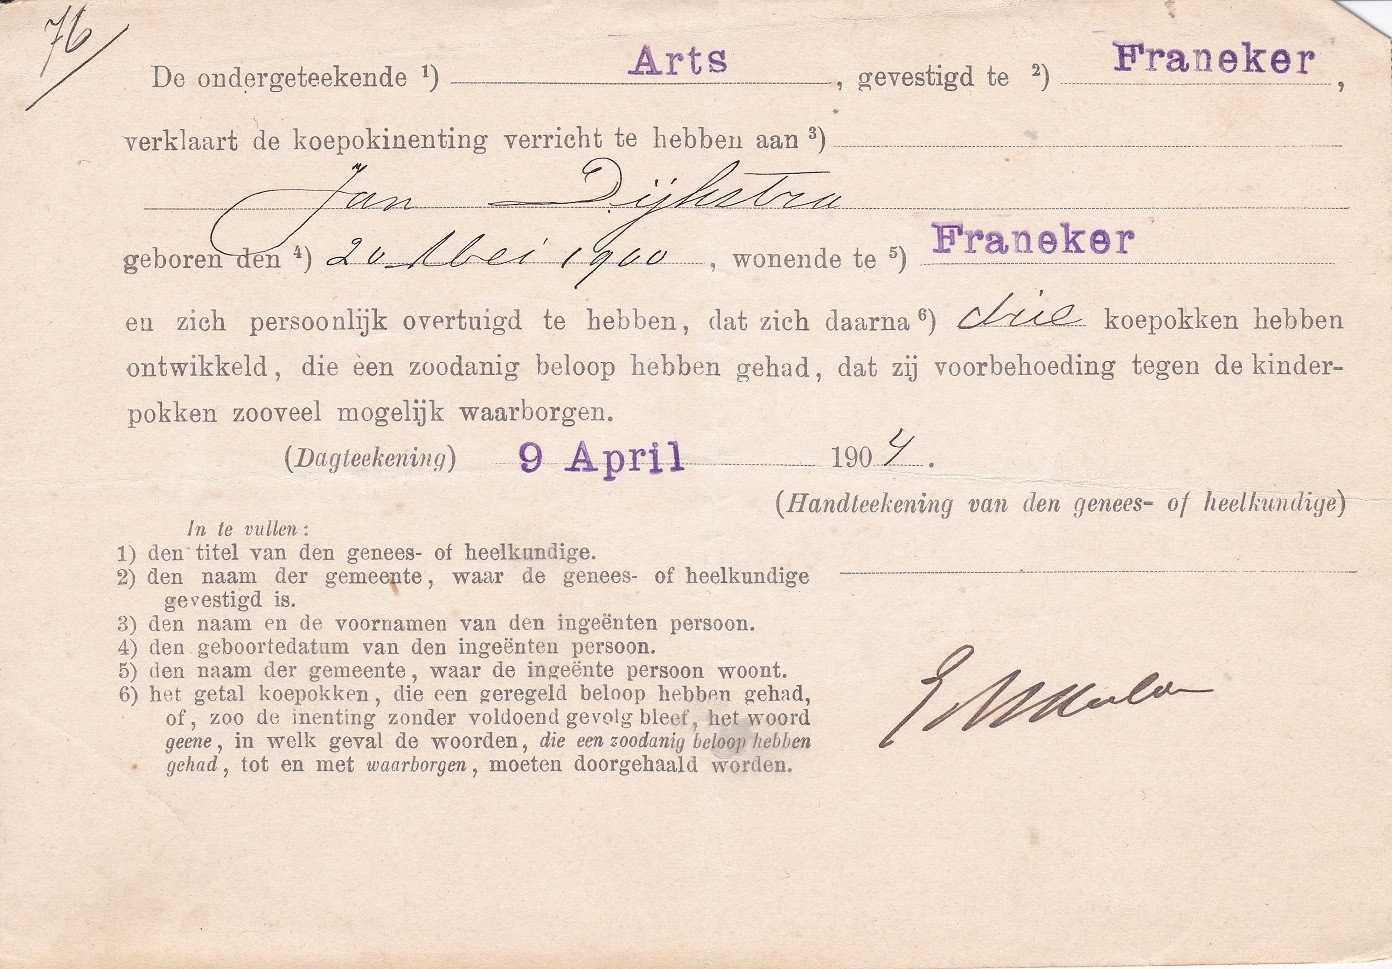 76
De ondergeteekende 1) Arts, gevestigd te 2) Franeker,
verklaart de koepokinenting verricht te hebben aan 3)
Jan Dijkstra
geboren den 4) 20 Mei 1900, wonende te 5) Franeker
en zich persoonlijk overtuigd te hebben, dat zich daarna 6) drie koepokken hebben
ontwikkeld, die een zoodanig beloop hebben gehad, dat zij voorbehoeding tegen de kinder-
pokken zooveel mogelijk waarborgen.
(Dagteekening) 9 April 1904.
(Handteekening van den genees- of heelkundige)
In te vullen:
1) den titel van den genees- of heelkundige.
2) den naam der gemeente, waar de genees- of heelkundige
gevestigd is.
3) den naam en de voornamen van den ingeënten persoon.
4) den geboortedatum van den ingeënten persoon.
5) den naam der gemeente, waar de ingeënte persoon woont.
6) het getal koepokken, die een geregeld beloop hebben gehad,
of, zoo de inenting zonder voldoend gevolg bleef, het woord
geene, in welk geval de woorden, die een zoodanig beloop hebben
gehad, tot en met waarborgen, moeten doorgehaald worden.